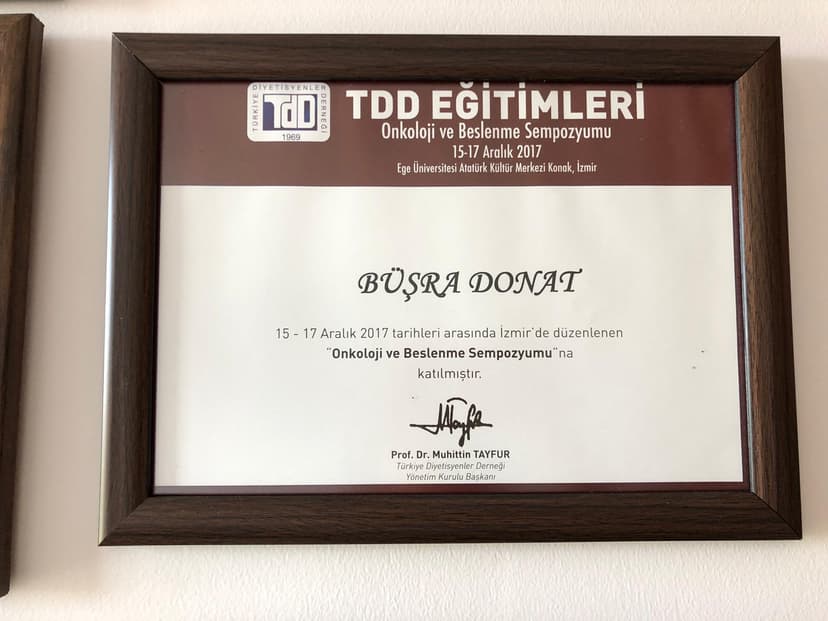 TÜRKİYE DİYETİSYENLER DERNEĞİ
TDD
1969
TDD EĞİTİMLERİ
Onkoloji ve Beslenme Sempozyumu
15-17 Aralık 2017
Ege Üniversitesi Atatürk Kültür Merkezi Konak, İzmir
BÜŞRA DONAT
15 - 17 Aralık 2017 tarihleri arasında İzmir'de düzenlenen
"Onkoloji ve Beslenme Sempozyumu"na
katılmıştır.
Prof. Dr. Muhittin TAYFUR
Türkiye Diyetisyenler Derneği
Yönetim Kurulu Başkanı